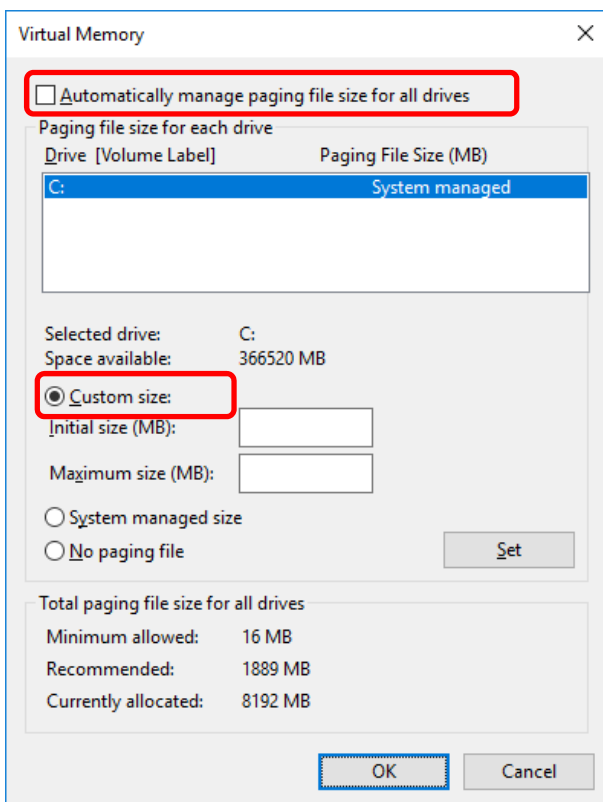 Virtual Memory
Automatically manage paging file size for all drives
Paging file size for each drive
Drive [Volume Label] Paging File Size (MB)
C: System managed
Selected drive: C:
Space available: 366520 MB
Custom size:
Initial size (MB):
Maximum size (MB):
System managed size
No paging file Set
Total paging file size for all drives
Minimum allowed: 16 MB
Recommended: 1889 MB
Currently allocated: 8192 MB
OK Cancel